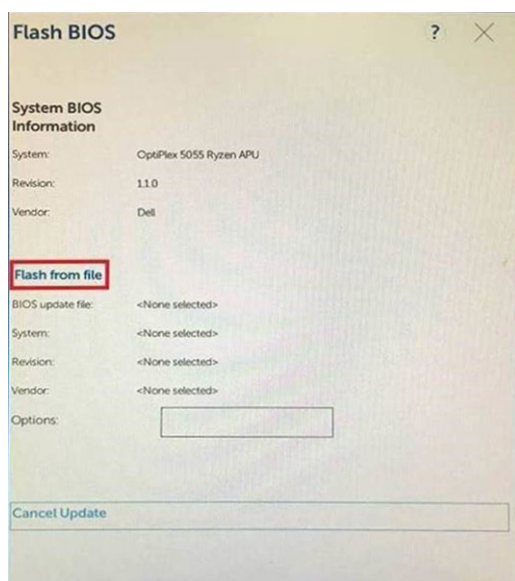 Flash BIOS
?
System BIOS
Information
System: OptiPlex 5055 Ryzen APU
Revision: 1.1.0
Vendor: Dell
Flash from file
BIOS update file: <None selected>
System: <None selected>
Revision: <None selected>
Vendor: <None selected>
Options:
Cancel Update